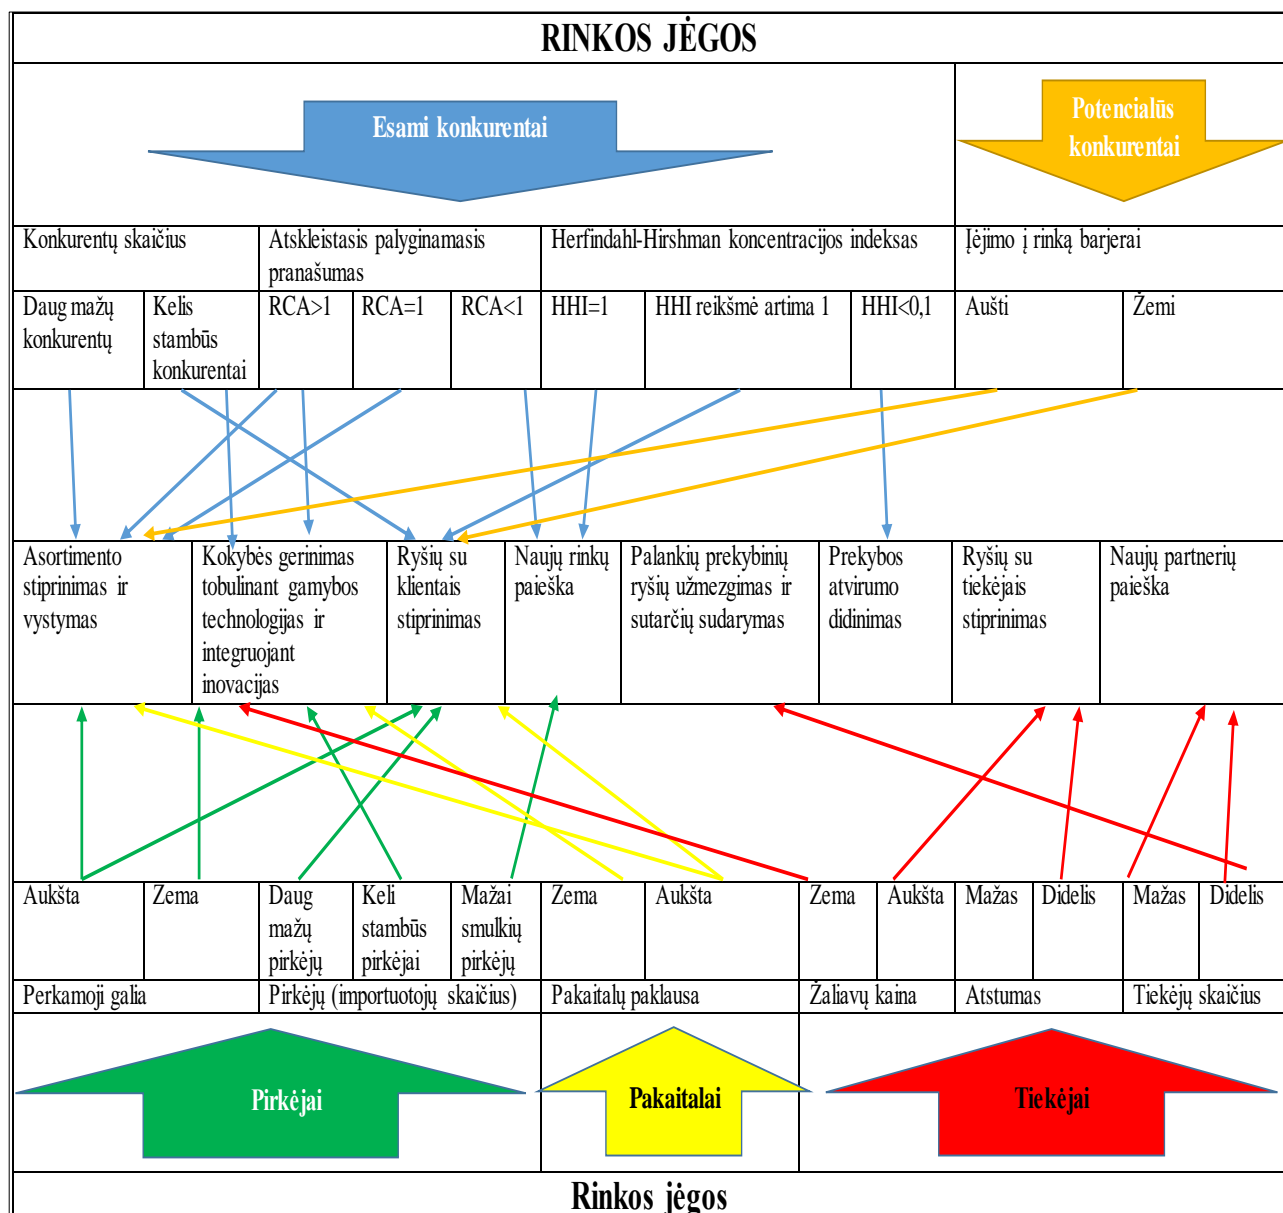 RINKOS JĖGOS
Esami konkurentai
Potencialūs
konkurentai
Konkurentų skaičius
Atskleistasis palyginamasis
pranašumas
Herfindahl-Hirshman koncentracijos indeksas
Įėjimo į rinką barjerai
Daug mažų
konkurentų
Kelis
stambūs
konkurentai
RCA>1
RCA=1
RCA<1
HHI=1
HHI reikšmė artima 1
HHI<0,1
Aušti
Žemi
Asortimento
stiprinimas ir
vystymas
Kokybės gerinimas
tobulinant gamybos
technologijas ir
integruojant
inovacijas
Ryšių su
klientais
stiprinimas
Naujų rinkų
paieška
Palankių prekybinių
ryšių užmezgimas ir
sutarčių sudarymas
Prekybos
atvirumo
didinimas
Ryšių su
tiekėjais
stiprinimas
Naujų partnerių
paieška
Aukšta
Zema
Daug
mažų
pirkėjų
Keli
stambūs
pirkėjai
Mažai
smulkių
pirkėjų
Zema
Aukšta
Zema
Aukšta
Mažas
Didelis
Mažas
Didelis
Perkamoji galia
Pirkėjų (importuotojų skaičius)
Pakaitalų paklausa
Žaliavų kaina
Atstumas
Tiekėjų skaičius
Pirkėjai
Pakaitalai
Tiekėjai
Rinkos jėgos